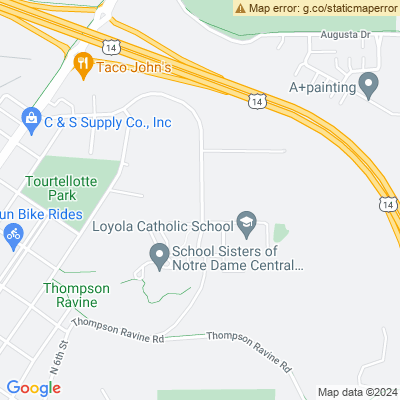 Map error: g.co/staticmaperror
Augusta Dr
14
Taco John's
14
A+painting
C & S Supply Co., Inc
Tourtellotte
Park
14
Loyola Catholic School
un Bike Rides
School Sisters of
Notre Dame Central...
Thompson
Ravine
Thompson Ravine Rd
Thompson Ravine Rd
N 6th St
Google
Map data ©2024